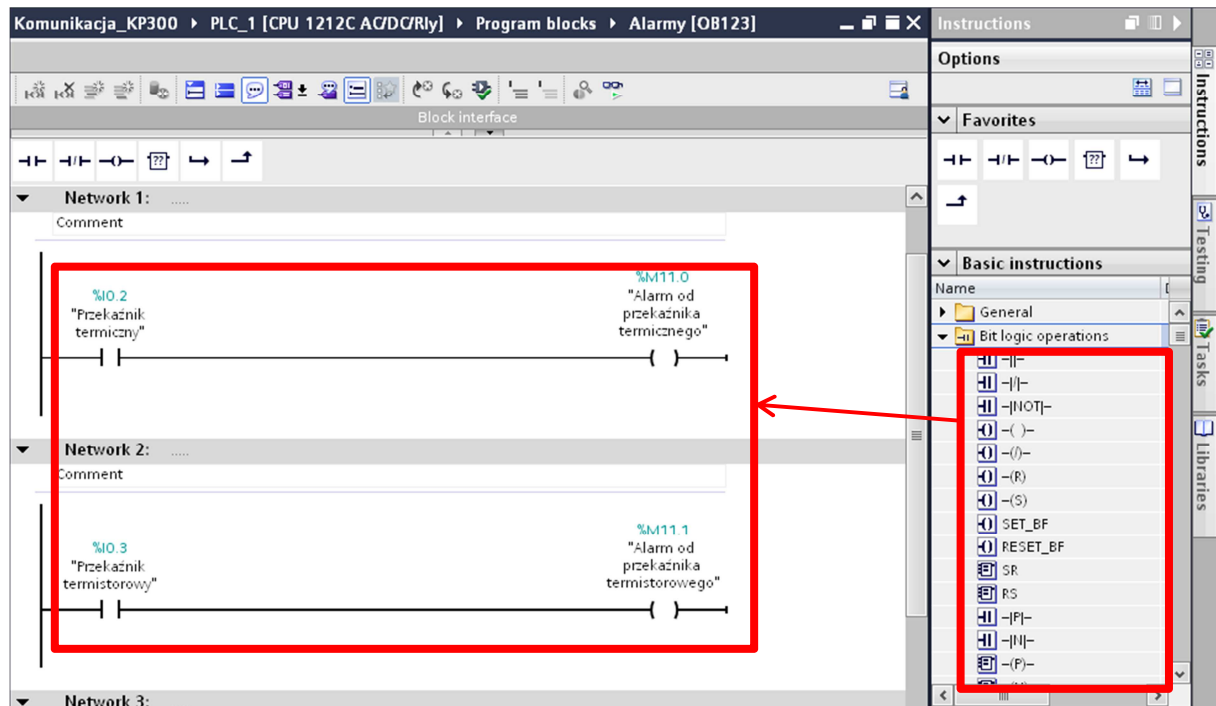 Komunikacja_KP300 ▸ PLC_1 [CPU 1212C AC/DC/Rly] ▸ Program blocks ▸ Alarmy [OB123]
Block interface
Network 1: .....
Comment
%I0.2
"Przekaźnik
termiczny"
%M11.0
"Alarm od
przekaźnika
termicznego"
Network 2: .....
Comment
%I0.3
"Przekaźnik
termistorowy"
%M11.1
"Alarm od
przekaźnika
termistorowego"
Network 3:
Instructions
Options
Favorites
Basic instructions
Name
General
Bit logic operations
-||-
-|/|-
-|NOT|-
-( )-
-(/)-
-(R)
-(S)
SET_BF
RESET_BF
SR
RS
-|P|-
-|N|-
-(P)-
Instructions
Testing
Tasks
Libraries